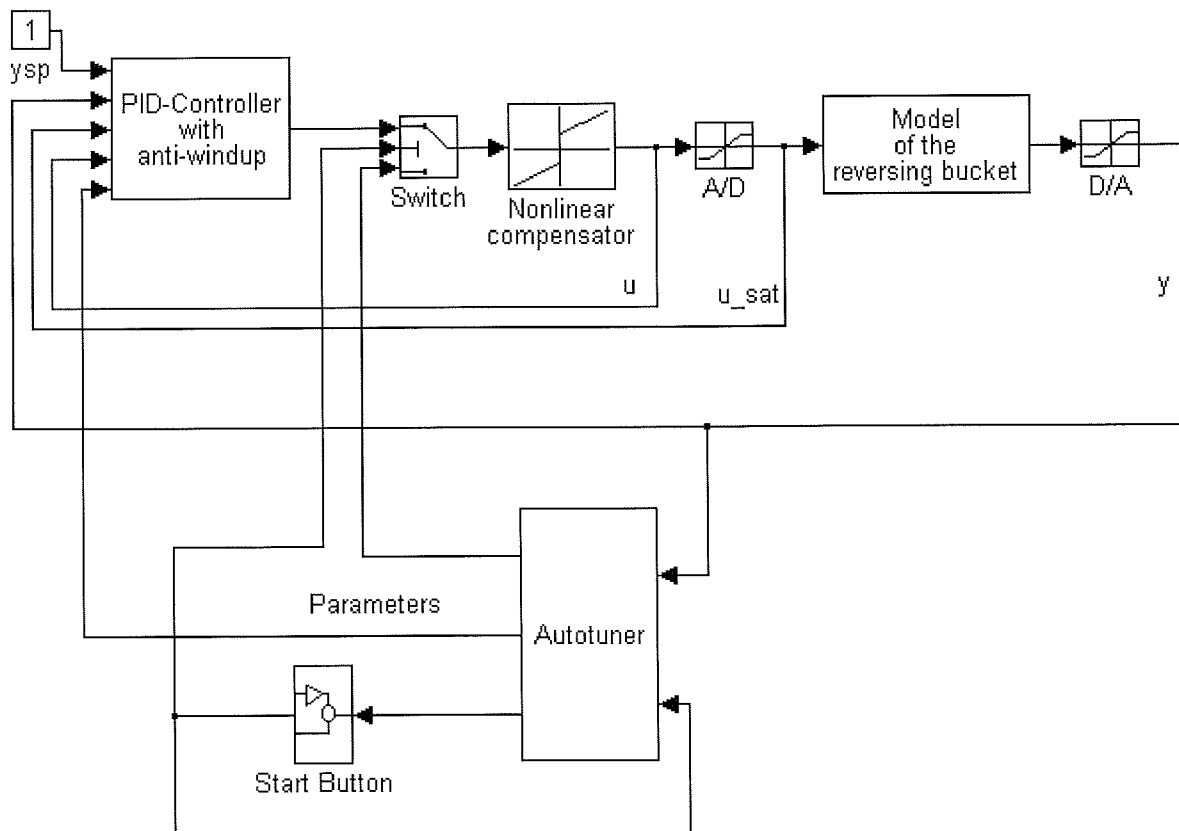 1
ysp
PID-Controller
with
anti-windup
Switch
Nonlinear
compensator
A/D
Model
of the
reversing bucket
D/A
u
u_sat
y
Parameters
Autotuner
Start Button